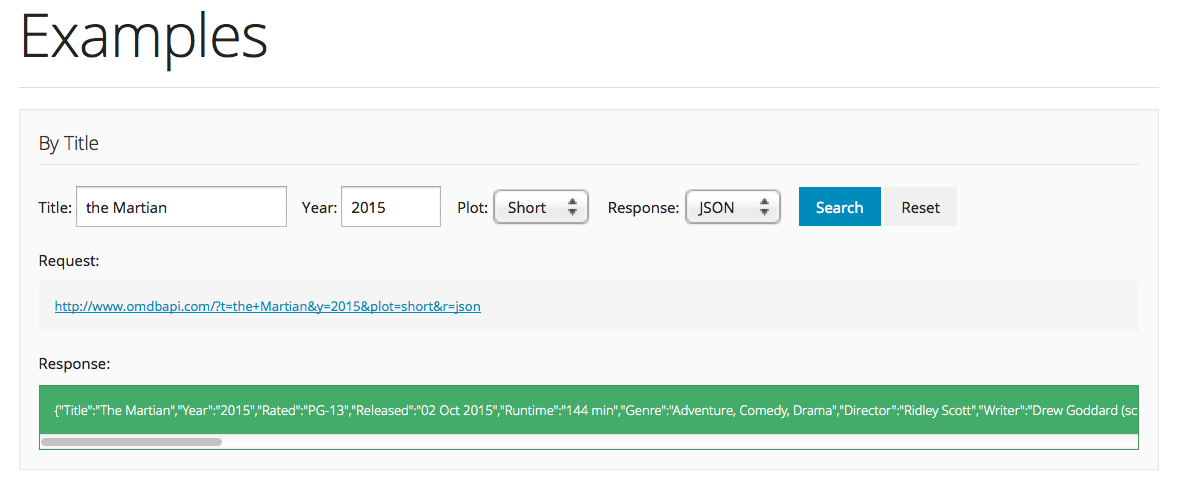 Examples
By Title
Title: the Martian Year: 2015 Plot: Short Response: JSON Search Reset
Request:
http://www.omdbapi.com/?t=the+Martian&y=2015&plot=short&r=json
Response:
{"Title":"The Martian","Year":"2015","Rated":"PG-13","Released":"02 Oct 2015","Runtime":"144 min","Genre":"Adventure, Comedy, Drama","Director":"Ridley Scott","Writer":"Drew Goddard (sc